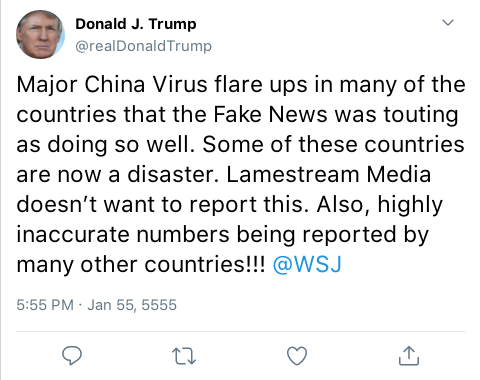 Donald J. Trump
@realDonaldTrump
Major China Virus flare ups in many of the
countries that the Fake News was touting
as doing so well. Some of these countries
are now a disaster. Lamestream Media
doesn’t want to report this. Also, highly
inaccurate numbers being reported by
many other countries!!! @WSJ
5:55 PM · Jan 55, 5555